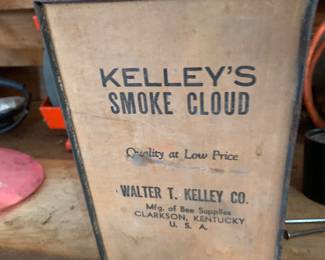 KELLEY'S
SMOKE CLOUD
Quality at Low Price
WALTER T. KELLEY CO.
Mfg. of Bee Supplies
CLARKSON, KENTUCKY
U. S. A.